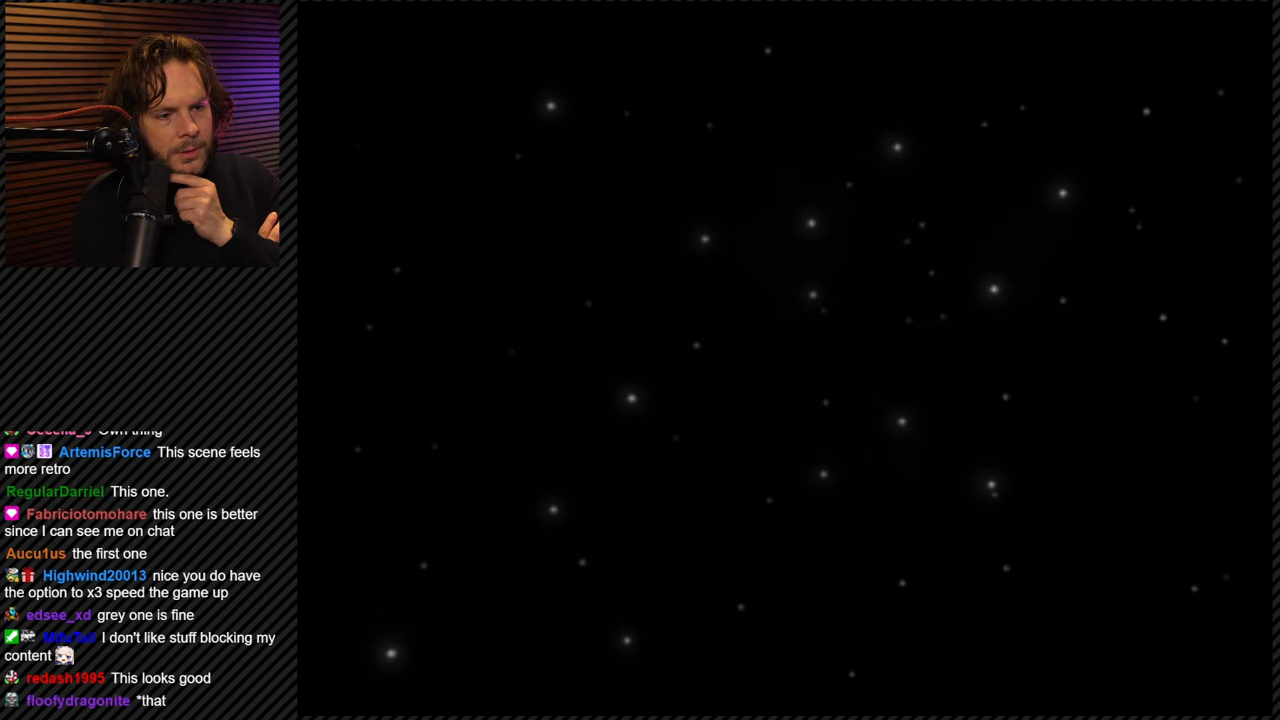 Own thing
ArtemisForce This scene feels
more retro
RegularDarriel This one.
Fabriciotomohare this one is better
since I can see me on chat
Aucu1us the first one
Highwind20013 nice you do have
the option to x3 speed the game up
edsee_xd grey one is fine
I don't like stuff blocking my
content
redash1995 This looks good
floofydragonite *that